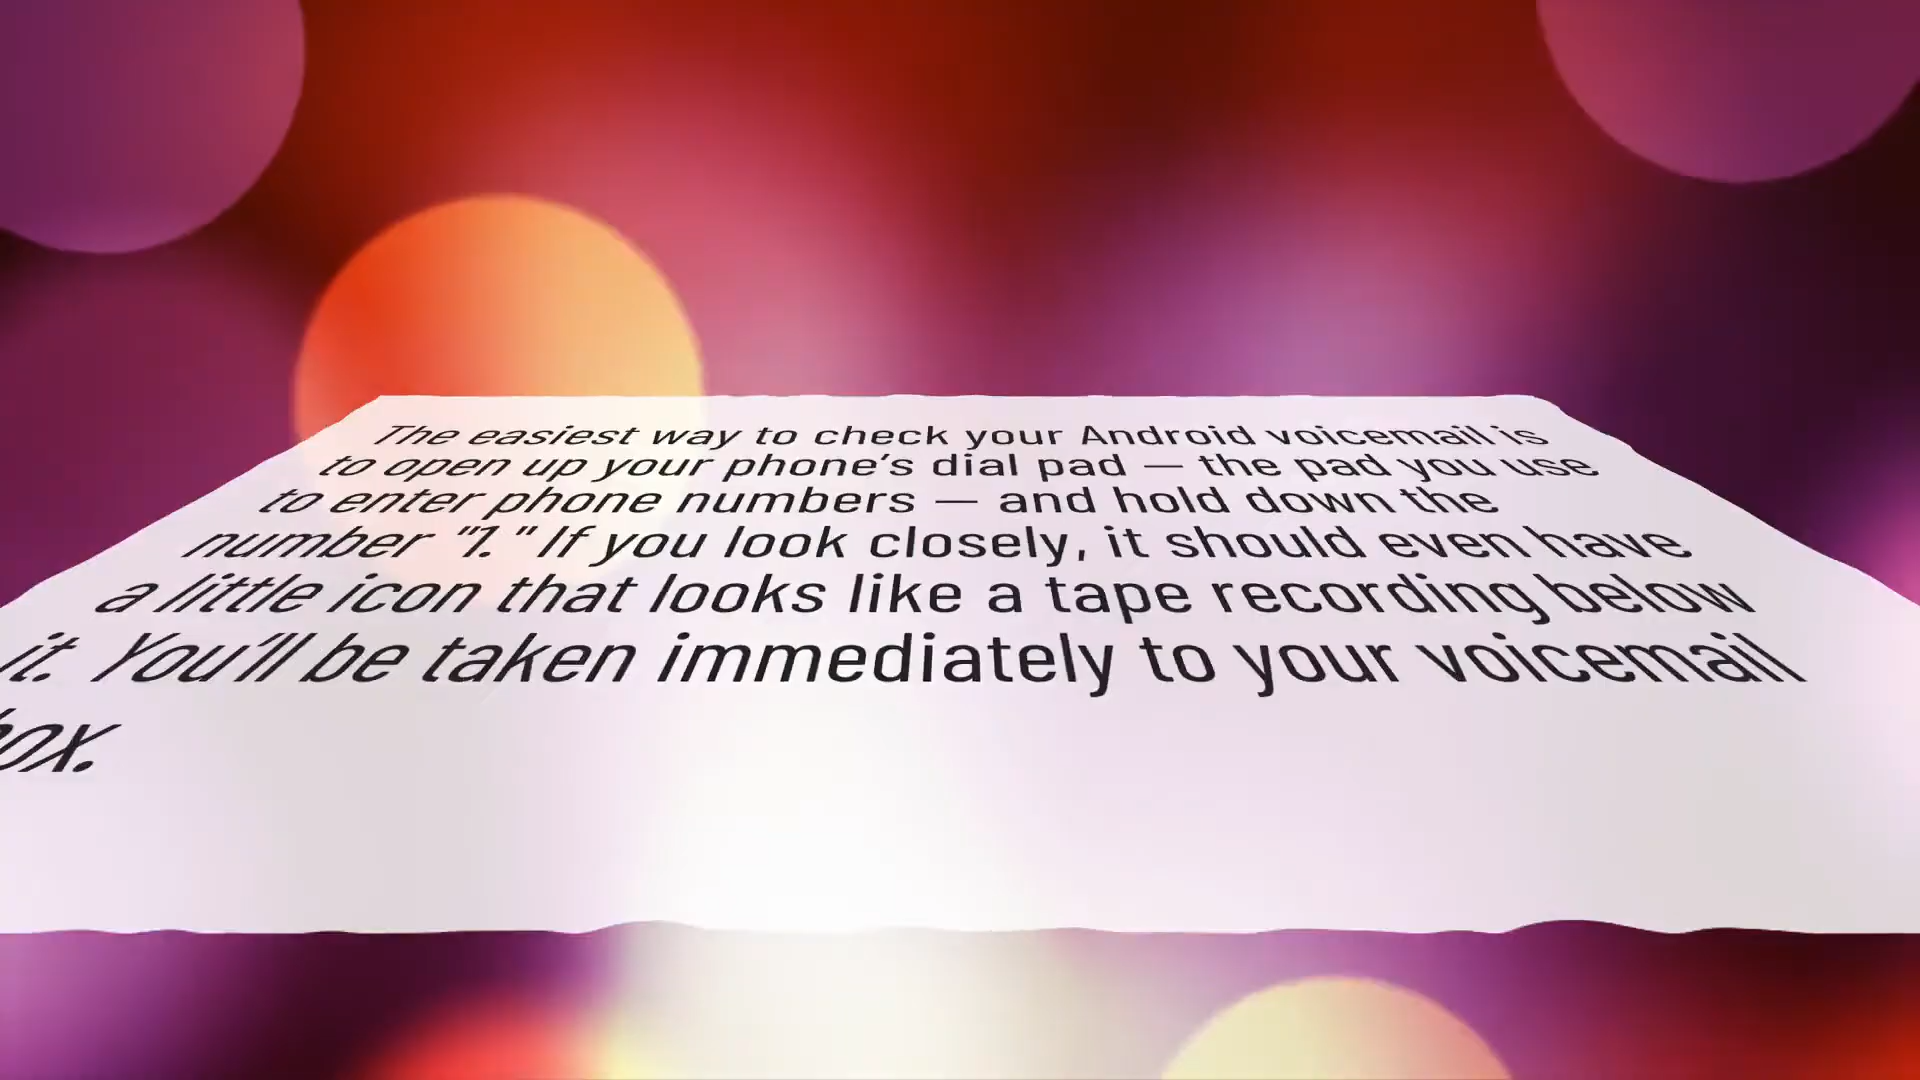 The easiest way to check your Android voicemail is
to open up your phone’s dial pad — the pad you use
to enter phone numbers — and hold down the
number "1." If you look closely, it should even have
a little icon that looks like a tape recording below
it. You’ll be taken immediately to your voicemail
box.